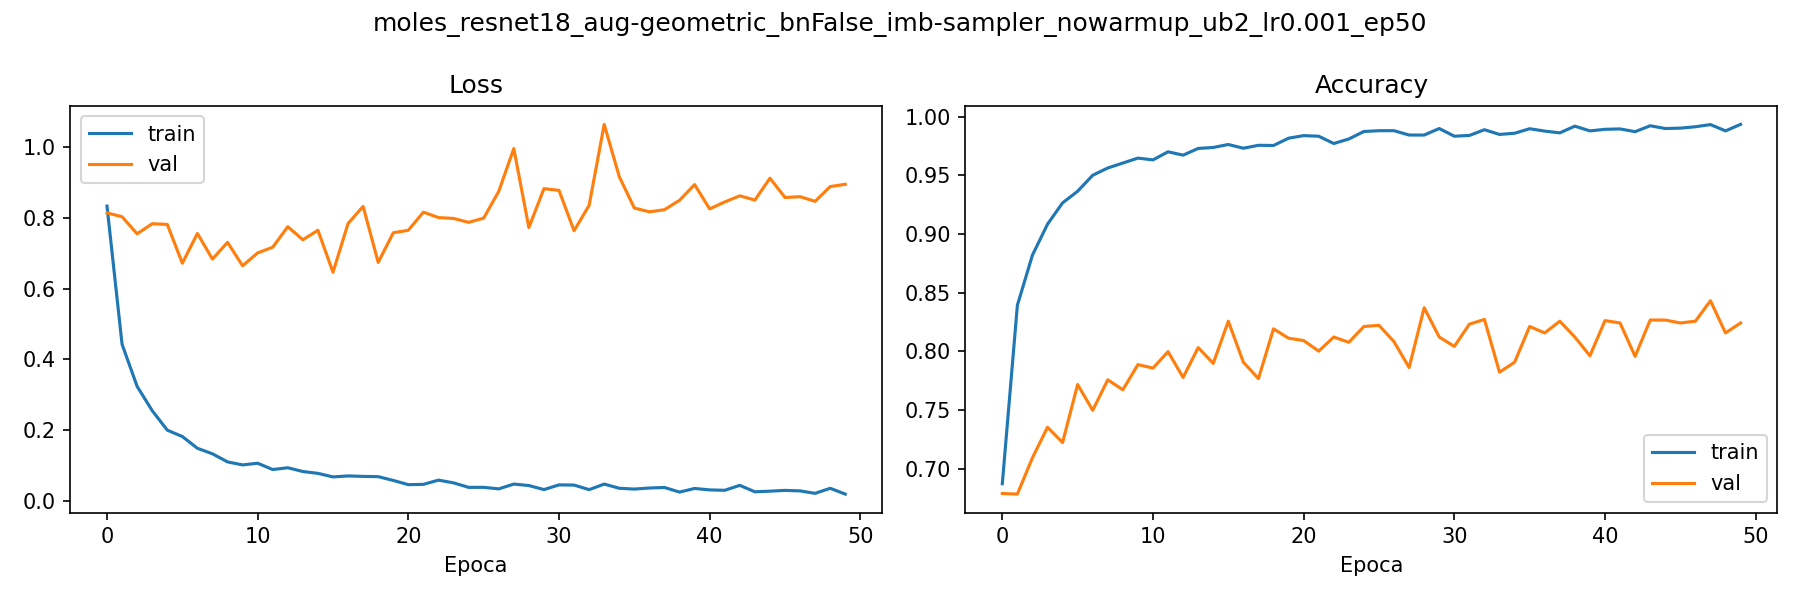 moles_resnet18_aug-geometric_bnFalse_imb-sampler_nowarmup_ub2_lr0.001_ep50
Loss
train
val
1.0
0.8
0.6
0.4
0.2
0.0
0 10 20 30 40 50
Epoca
Accuracy
1.00
0.95
0.90
0.85
0.80
0.75
0.70
train
val
0 10 20 30 40 50
Epoca